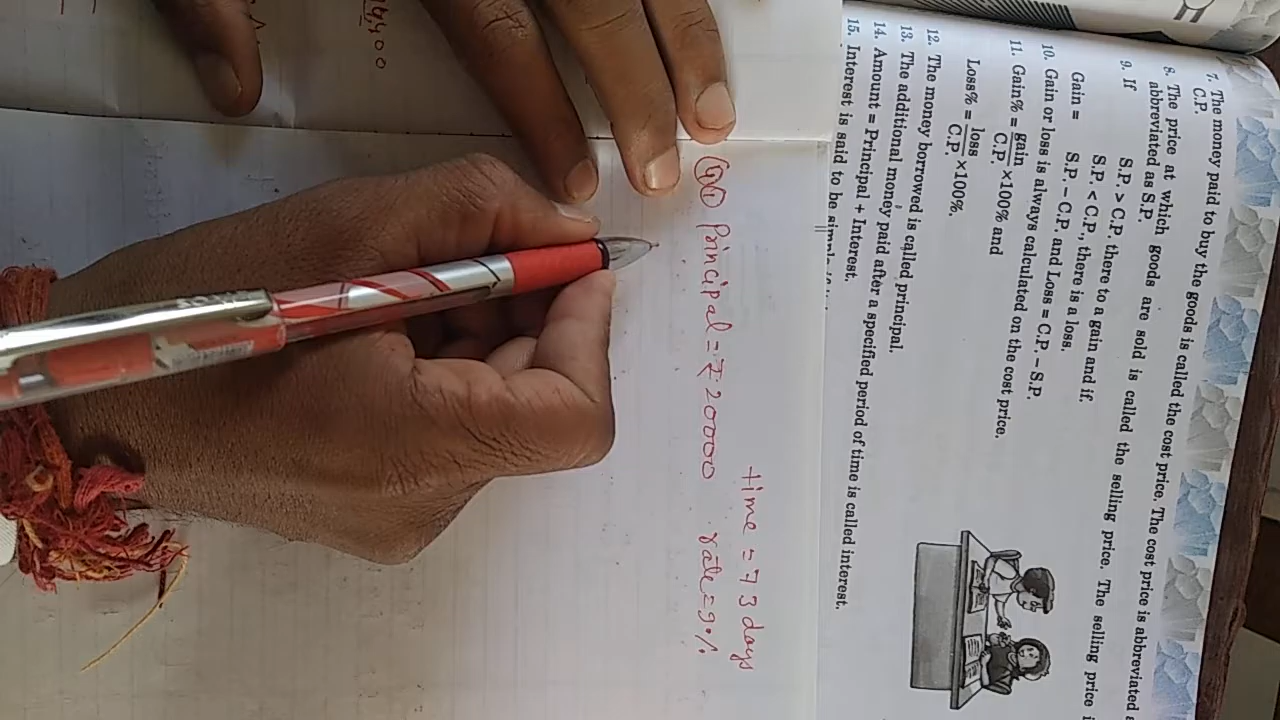 7. The money paid to buy the goods is called the cost price. The cost price is abbreviated
C.P.
8. The price at which goods are sold is called the selling price. The selling price i
abbreviated as S.P.
9. If S.P. > C.P, there to a gain and if.
S.P. < C.P., there is a loss.
Gain = S.P. – C.P. and Loss = C.P. – S.P.
10. Gain or loss is always calculated on the cost price.
11. Gain% = gain/C.P. ×100% and
Loss% = loss/C.P. ×100%.
12. The money borrowed is called principal.
13. The additional money paid after a specified period of time is called interest.
14. Amount = Principal + Interest.
15. Interest is said to be simple
time = 73 days
4 1 Principal = ₹ 20000 rate = 9%